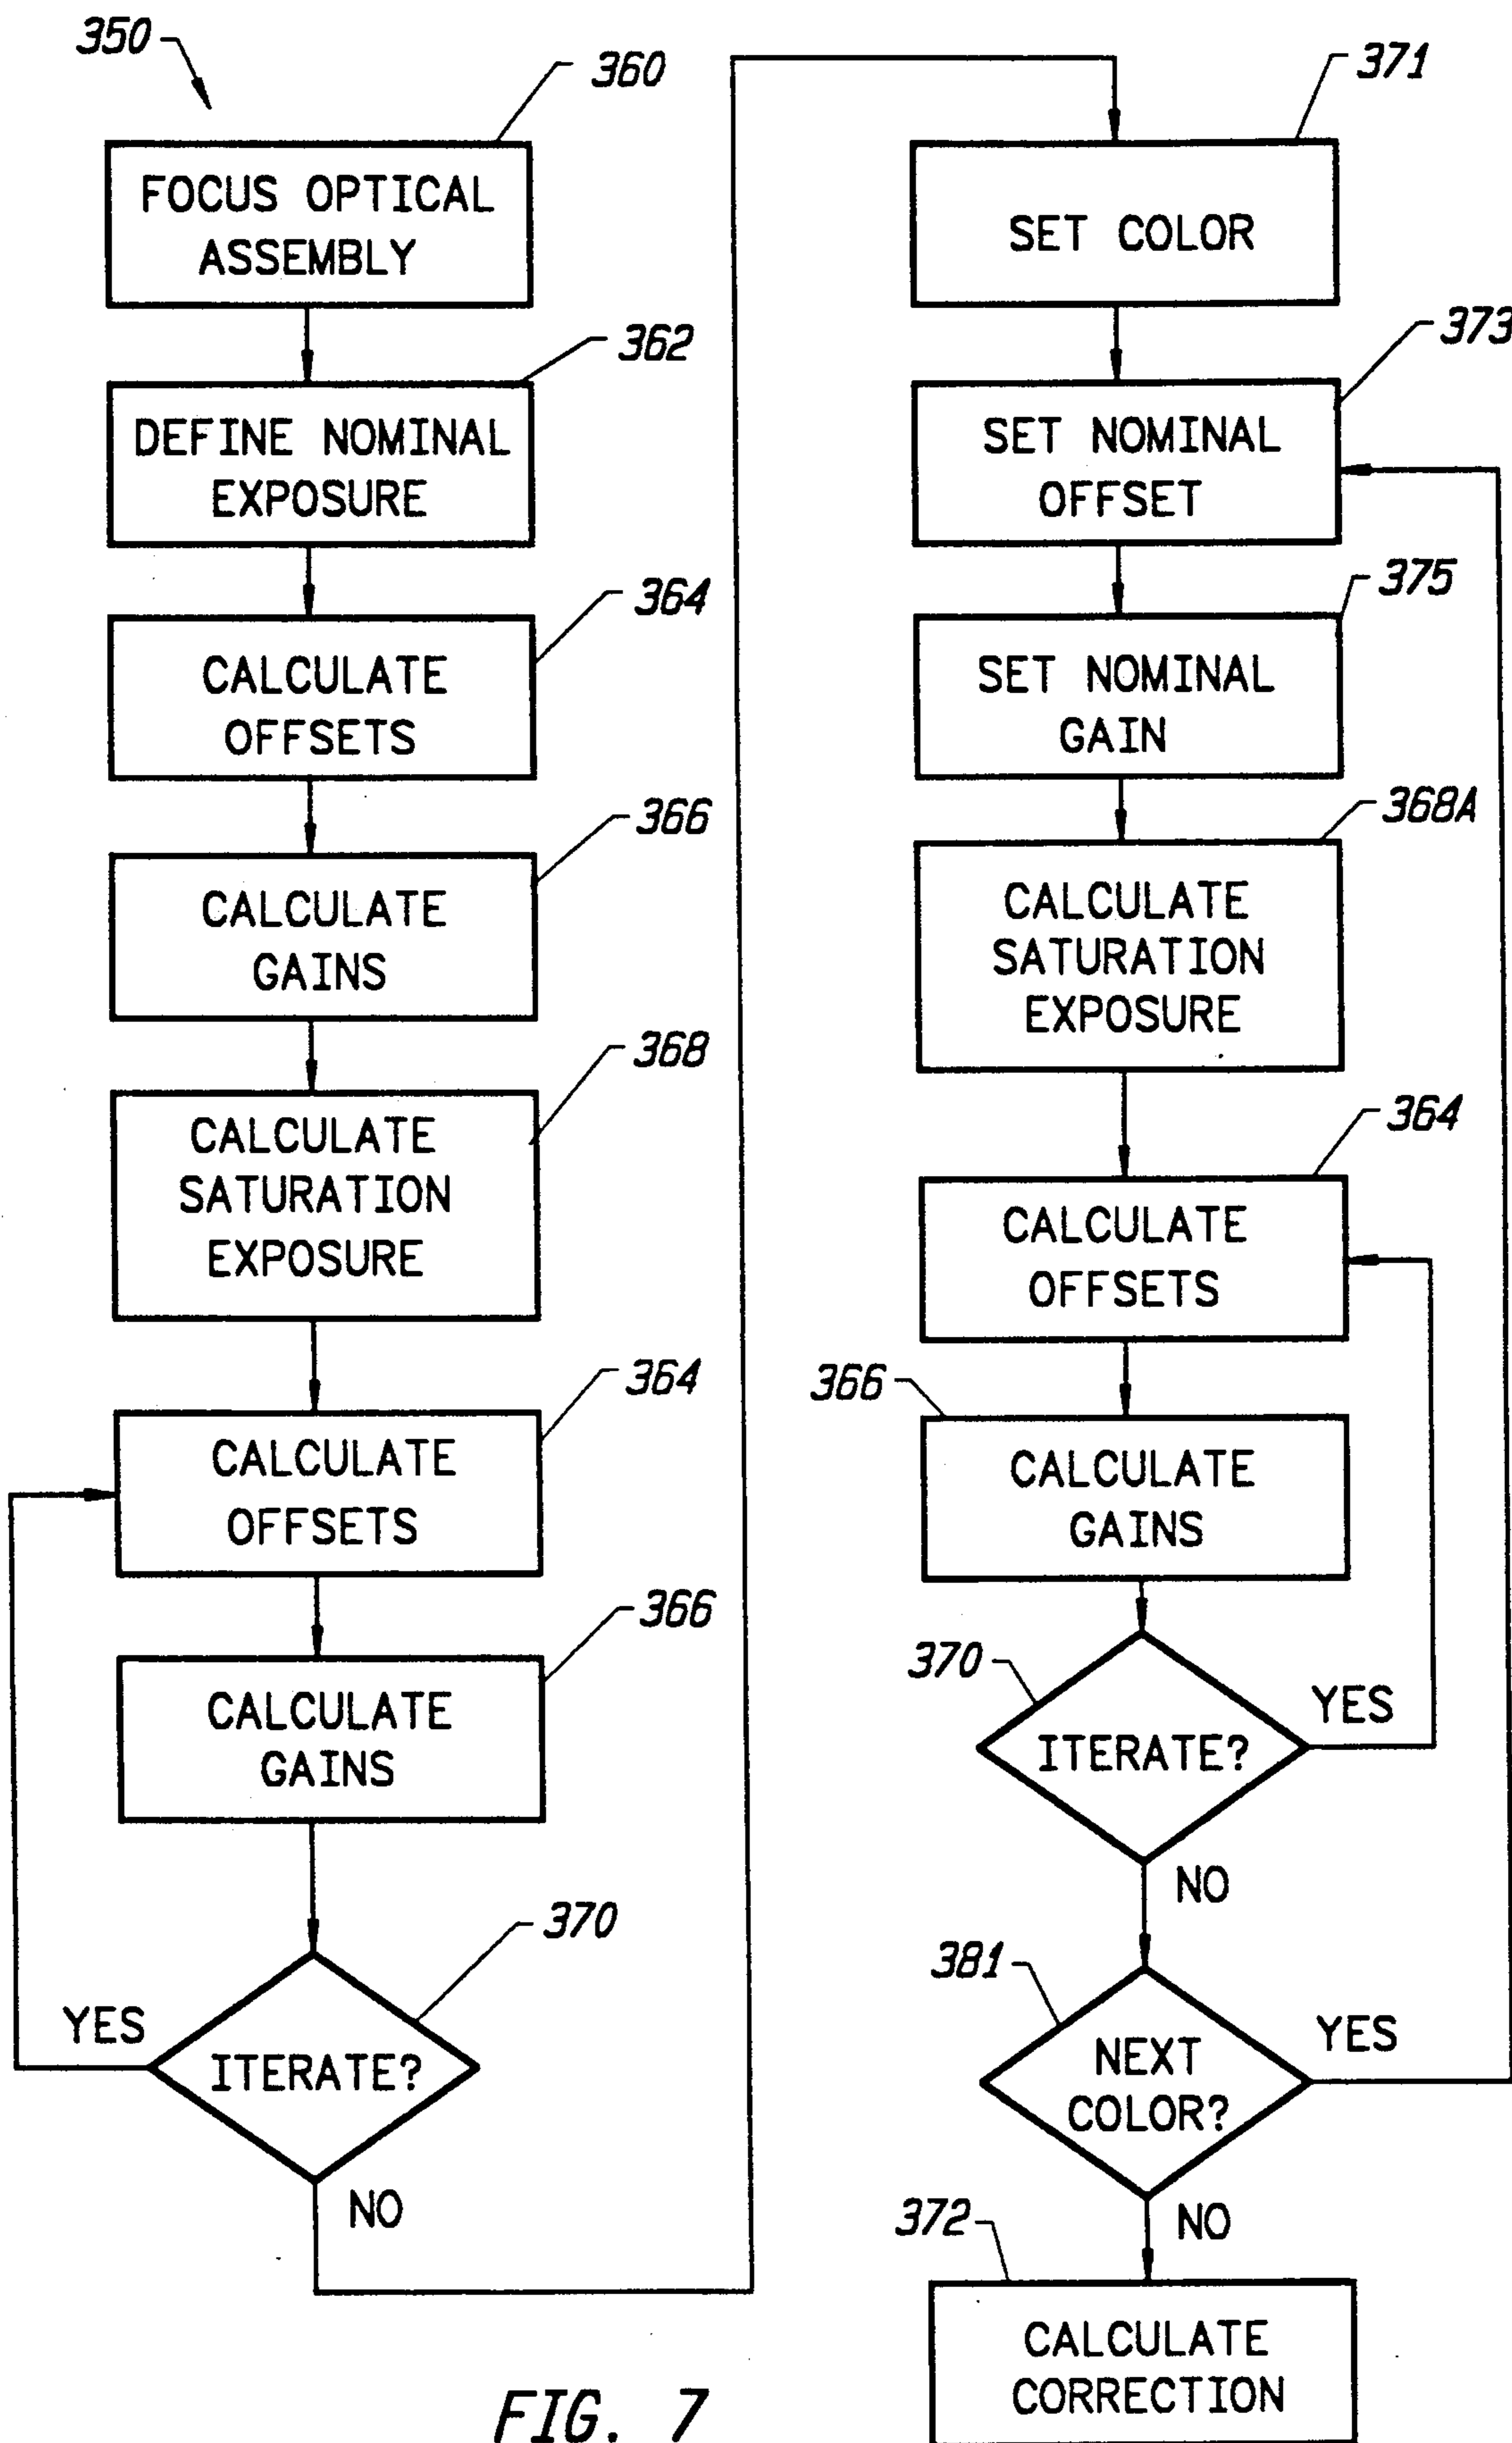 350
360
FOCUS OPTICAL
ASSEMBLY
362
DEFINE NOMINAL
EXPOSURE
364
CALCULATE
OFFSETS
366
CALCULATE
GAINS
368
CALCULATE
SATURATION
EXPOSURE
364
CALCULATE
OFFSETS
366
CALCULATE
GAINS
370
YES
ITERATE?
NO
371
SET COLOR
373
SET NOMINAL
OFFSET
375
SET NOMINAL
GAIN
368A
CALCULATE
SATURATION
EXPOSURE
364
CALCULATE
OFFSETS
366
CALCULATE
GAINS
370
YES
ITERATE?
NO
381
YES
NEXT
COLOR?
NO
372
CALCULATE
CORRECTION
FIG. 7